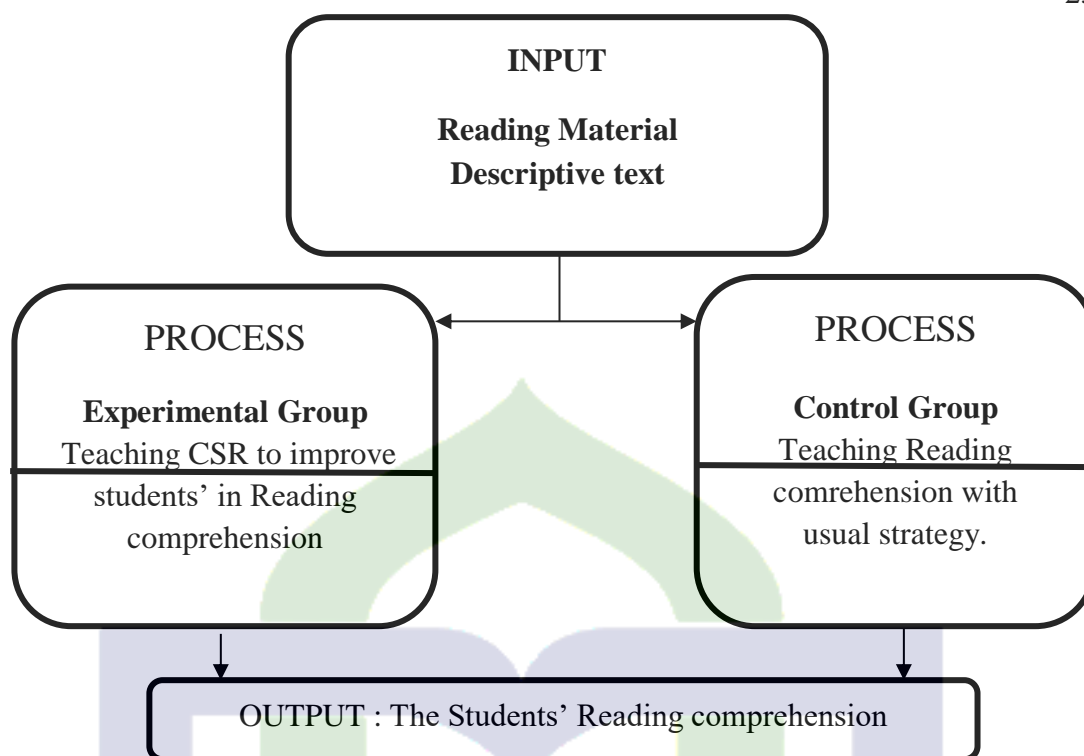 INPUT
Reading Material
Descriptive text
PROCESS
Experimental Group
Teaching CSR to improve
students’ in Reading
comprehension
PROCESS
Control Group
Teaching Reading
comrehension with
usual strategy.
OUTPUT : The Students’ Reading comprehension